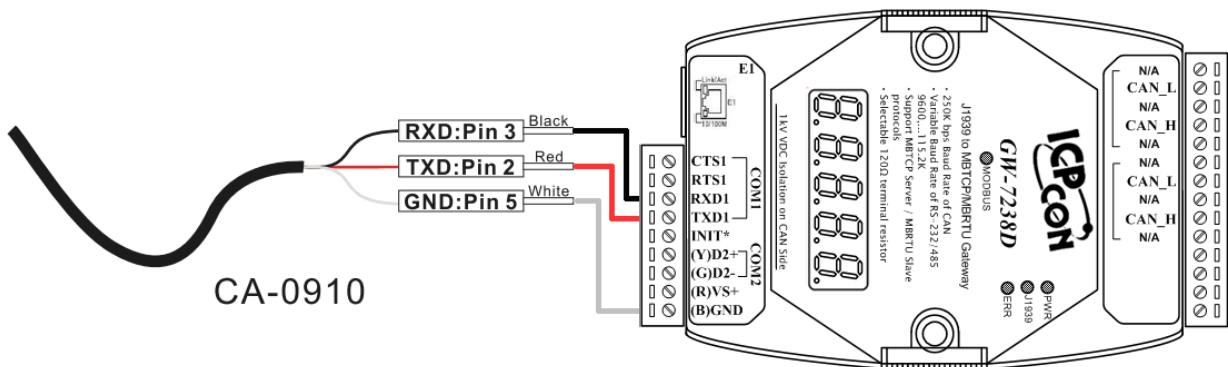 RXD:Pin 3
Black
TXD:Pin 2
Red
GND:Pin 5
White
CA-0910
E1
Link/Act
E1
10/100M
CTS1
RTS1
RXD1
TXD1
INIT*
(Y)D2+
(G)D2-
(R)VS+
(B)GND
COM1
COM2
1kV VDC Isolation on CAN Side
J1939 to MBTCP/MBRTU Gateway
• 250K bps Baud Rate of CAN
• Variable Baud Rate of RS-232/485
9600,...115.2K
• Support MBTCP Server / MBRTU Slave
protocols
• Selectable 120Ω terminal resistor
MODBUS
GW-7238D
ICP CON
PWR
J1939
ERR
N/A
CAN_L
N/A
CAN_H
N/A
N/A
CAN_L
N/A
CAN_H
N/A